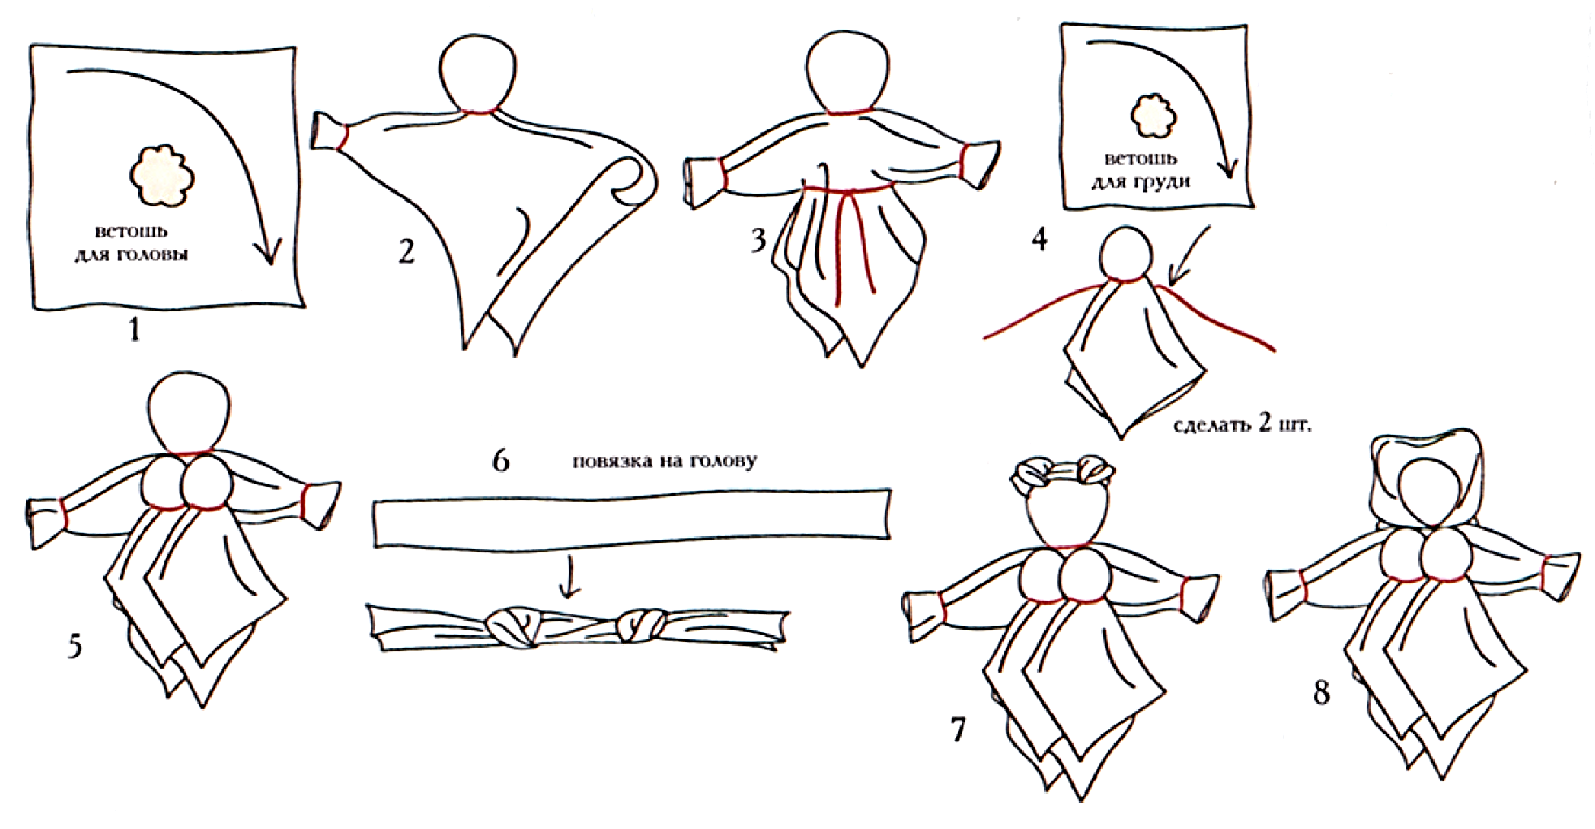 ветошь
для головы
1
2
3
ветошь
для груди
4
сделать 2 шт.
5
6 повязка на голову
7
8